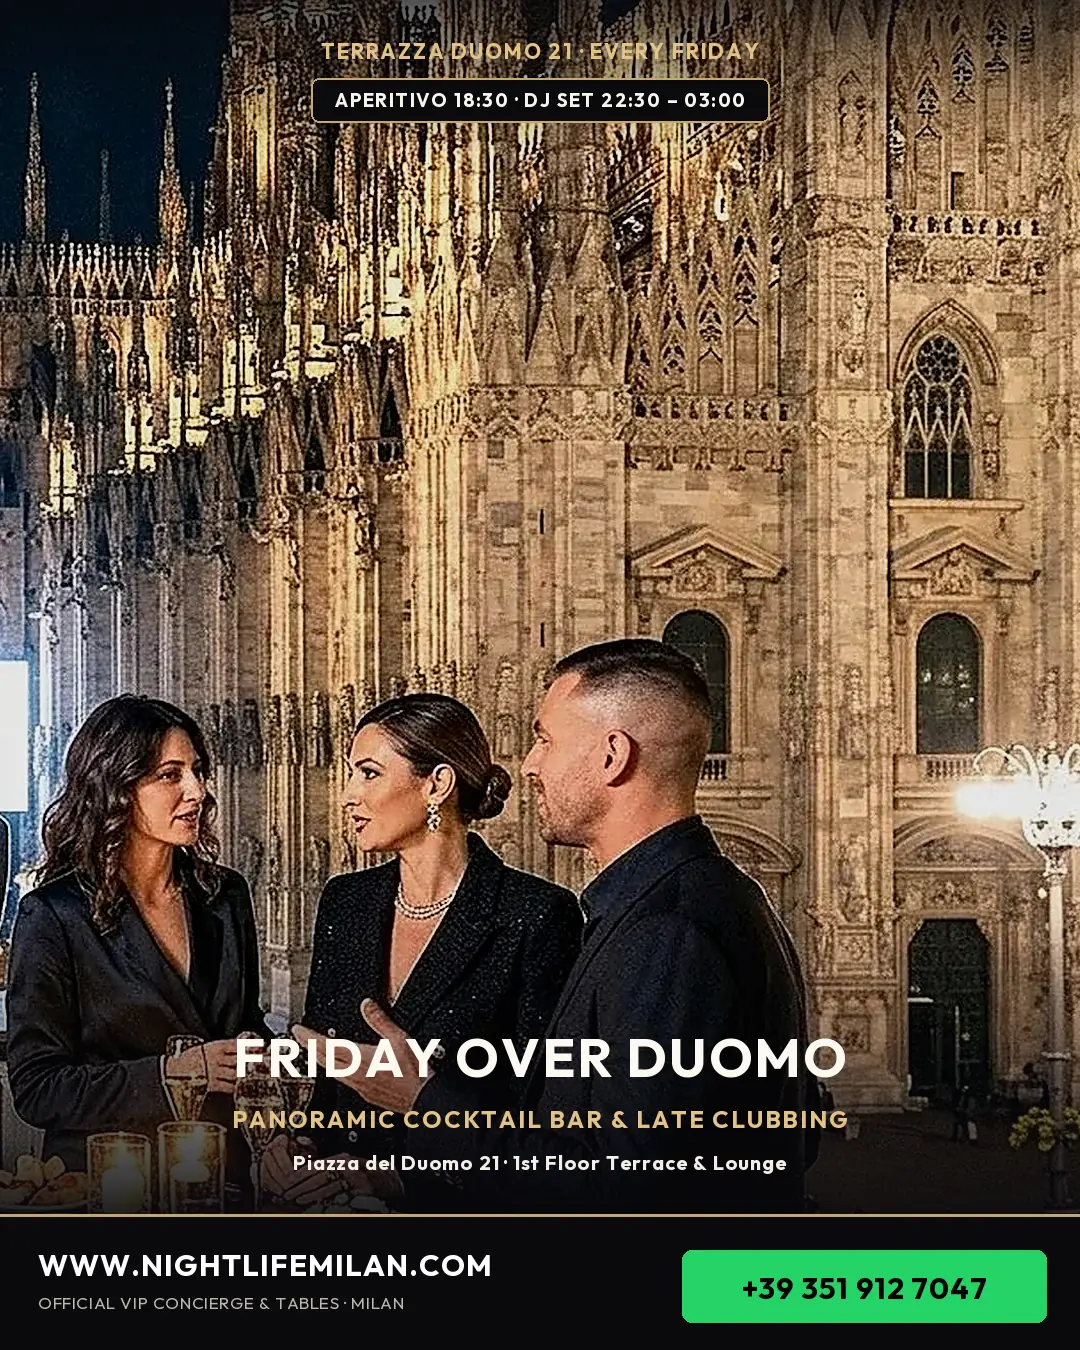 TERRAZZA DUOMO 21 · EVERY FRIDAY
APERITIVO 18:30 · DJ SET 22:30 – 03:00
FRIDAY OVER DUOMO
PANORAMIC COCKTAIL BAR & LATE CLUBBING
Piazza del Duomo 21 · 1st Floor Terrace & Lounge
WWW.NIGHTLIFEMILAN.COM
OFFICIAL VIP CONCIERGE & TABLES · MILAN
+39 351 912 7047